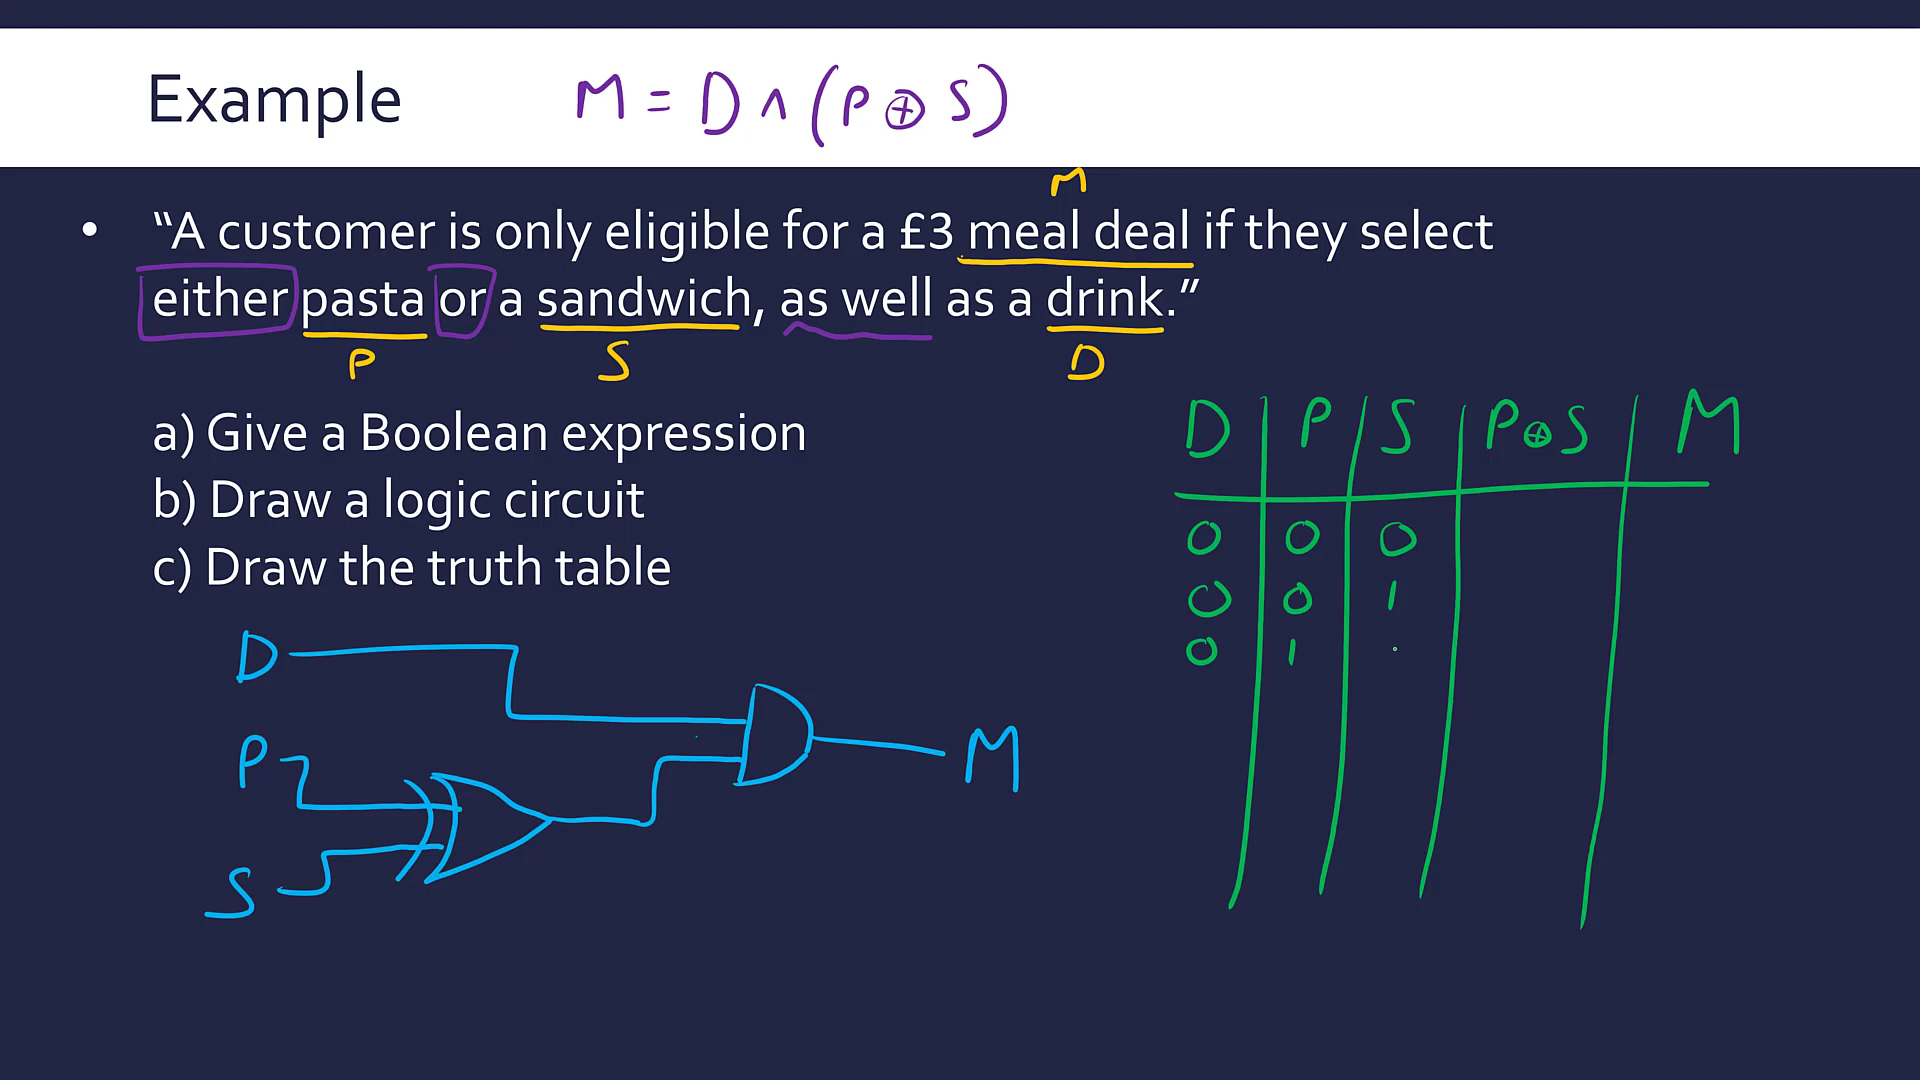 Example M = D ∧ (P ⊕ S)
M
• “A customer is only eligible for a £3 meal deal if they select
either pasta or a sandwich, as well as a drink.”
P S D
a) Give a Boolean expression
b) Draw a logic circuit
c) Draw the truth table
D P S P⊕S M
0 0 0
0 0 1
0 1
D
P
S
M